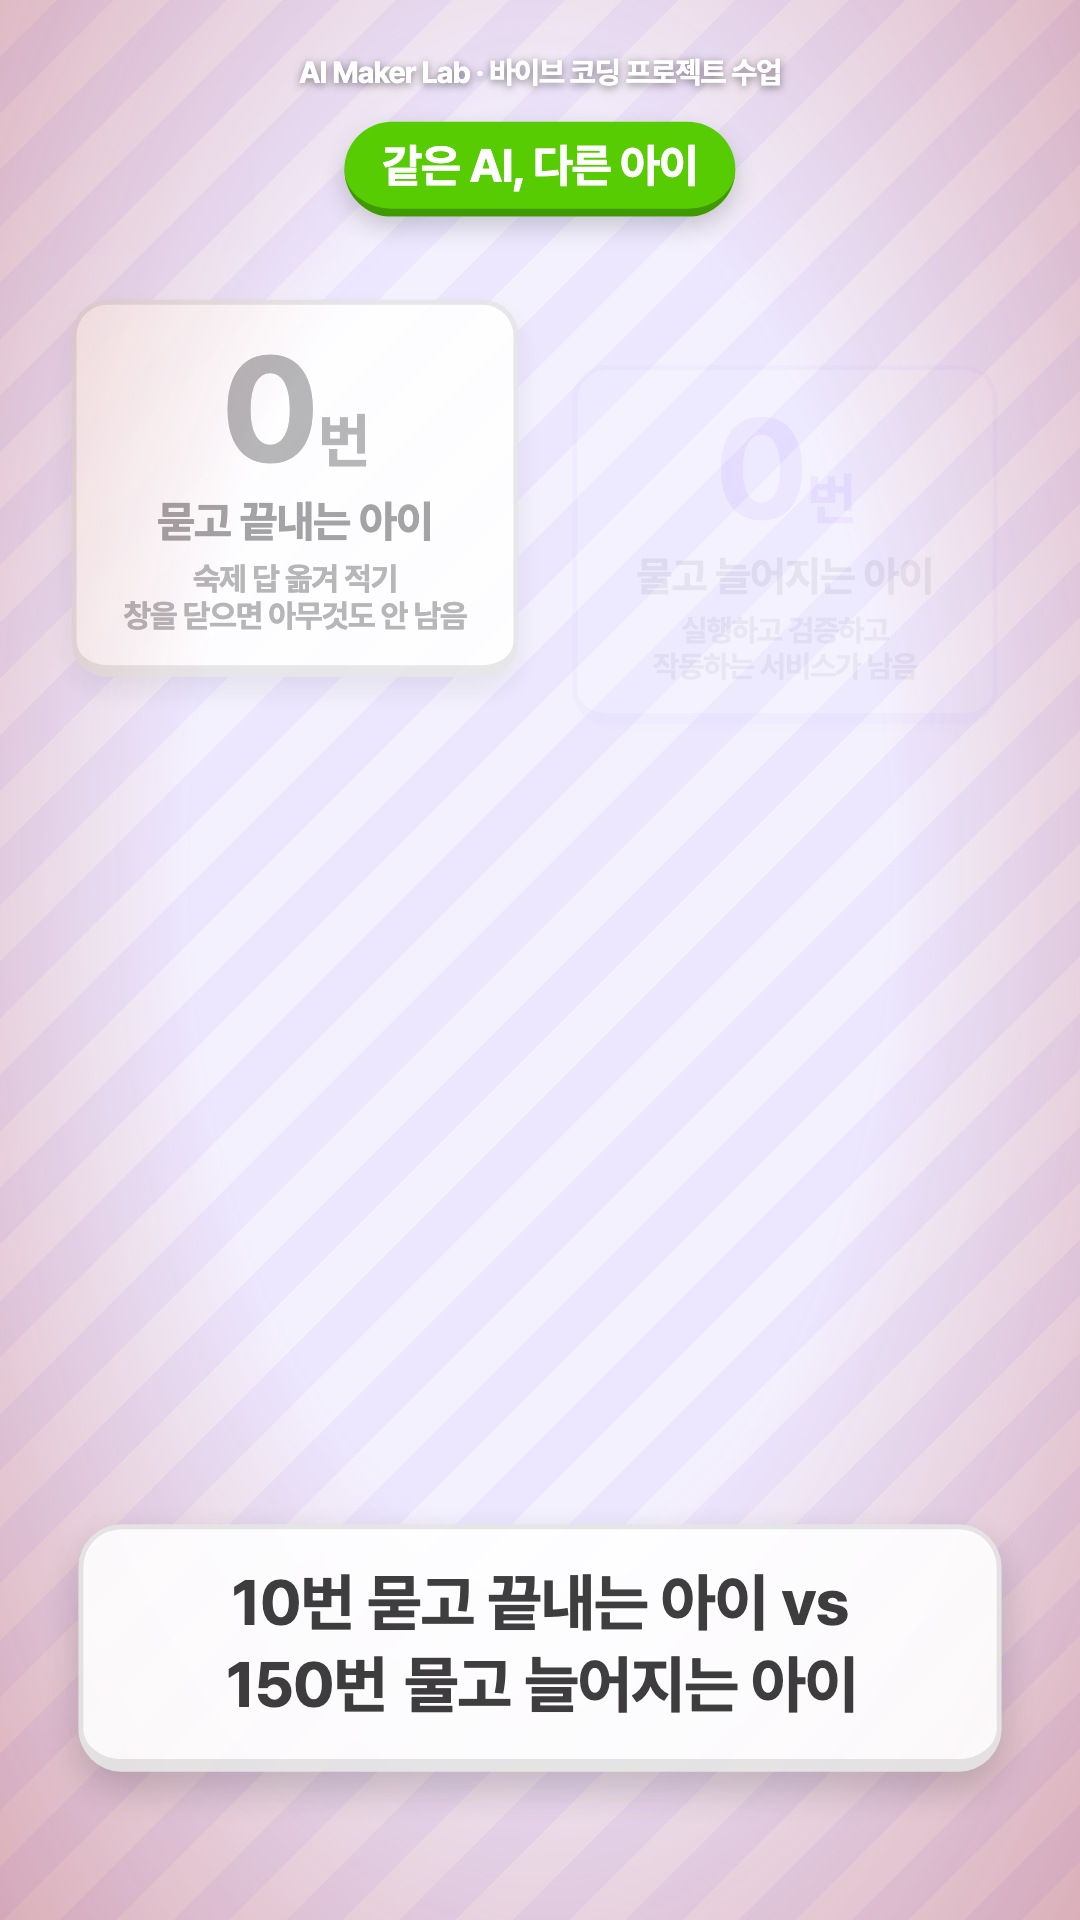 AI Maker Lab · 바이브 코딩 프로젝트 수업
같은 AI, 다른 아이
0번
묻고 끝내는 아이
숙제 답 옮겨 적기
창을 닫으면 아무것도 안 남음
0번
물고 늘어지는 아이
실행하고 검증하고
작동하는 서비스가 남음
10번 묻고 끝내는 아이 vs
150번 물고 늘어지는 아이